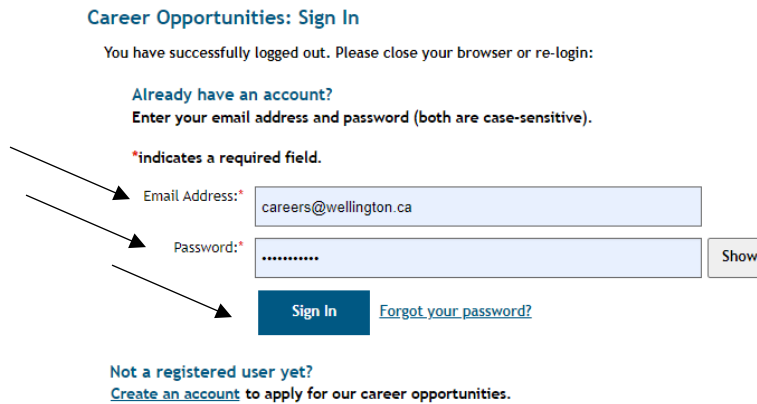 Career Opportunities: Sign In
You have successfully logged out. Please close your browser or re-login:
Already have an account?
Enter your email address and password (both are case-sensitive).
*indicates a required field.
Email Address:* careers@wellington.ca
Password:* ••••••••••• Show
Sign In Forgot your password?
Not a registered user yet?
Create an account to apply for our career opportunities.